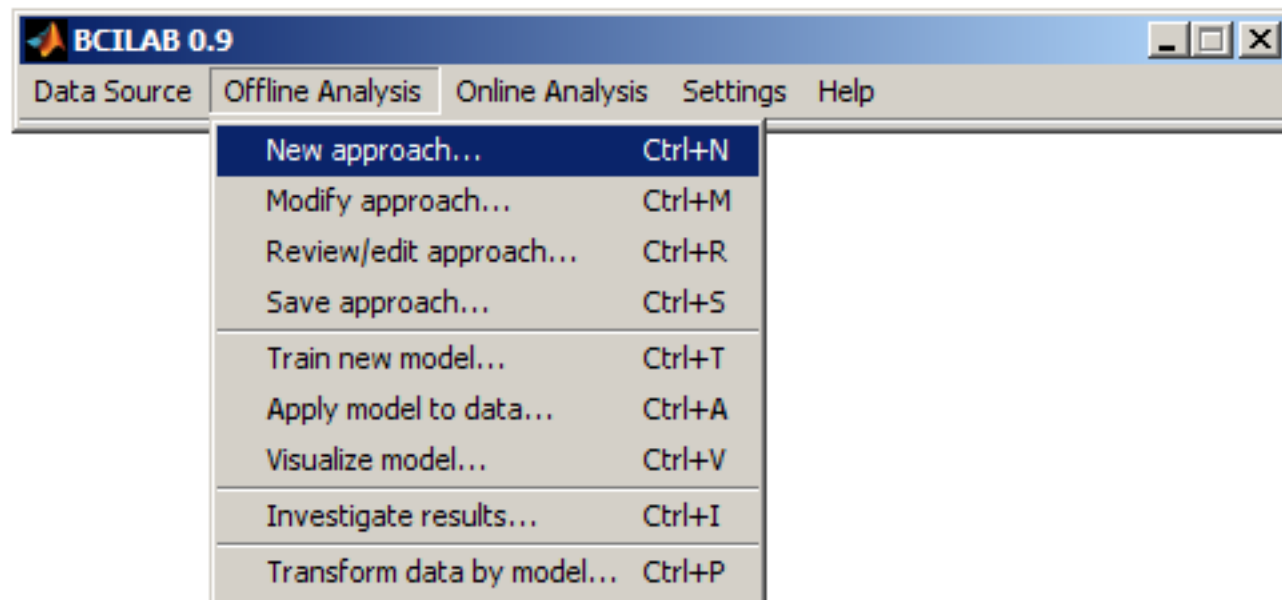 BCILAB 0.9
Data Source Offline Analysis Online Analysis Settings Help
New approach... Ctrl+N
Modify approach... Ctrl+M
Review/edit approach... Ctrl+R
Save approach... Ctrl+S
Train new model... Ctrl+T
Apply model to data... Ctrl+A
Visualize model... Ctrl+V
Investigate results... Ctrl+I
Transform data by model... Ctrl+P